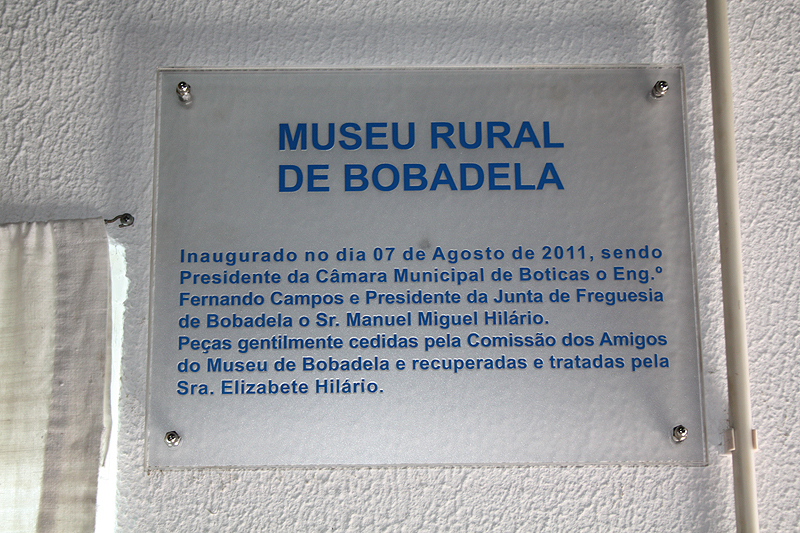 MUSEU RURAL
DE BOBADELA
Inaugurado no dia 07 de Agosto de 2011, sendo
Presidente da Câmara Municipal de Boticas o Eng.º
Fernando Campos e Presidente da Junta de Freguesia
de Bobadela o Sr. Manuel Miguel Hilário.
Peças gentilmente cedidas pela Comissão dos Amigos
do Museu de Bobadela e recuperadas e tratadas pela
Sra. Elizabete Hilário.